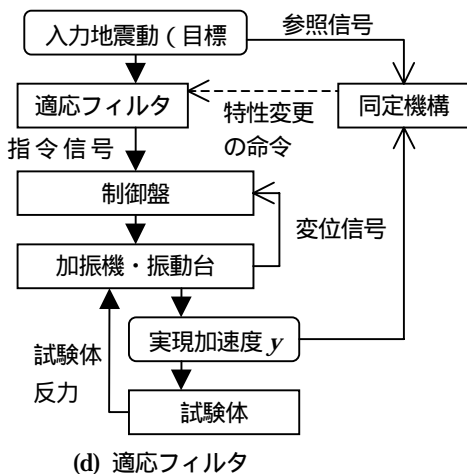 入力地震動（目標
参照信号
適応フィルタ
特性変更
の命令
同定機構
指令信号
制御盤
変位信号
加振機・振動台
実現加速度 y
試験体
反力
試験体
(d) 適応フィルタ